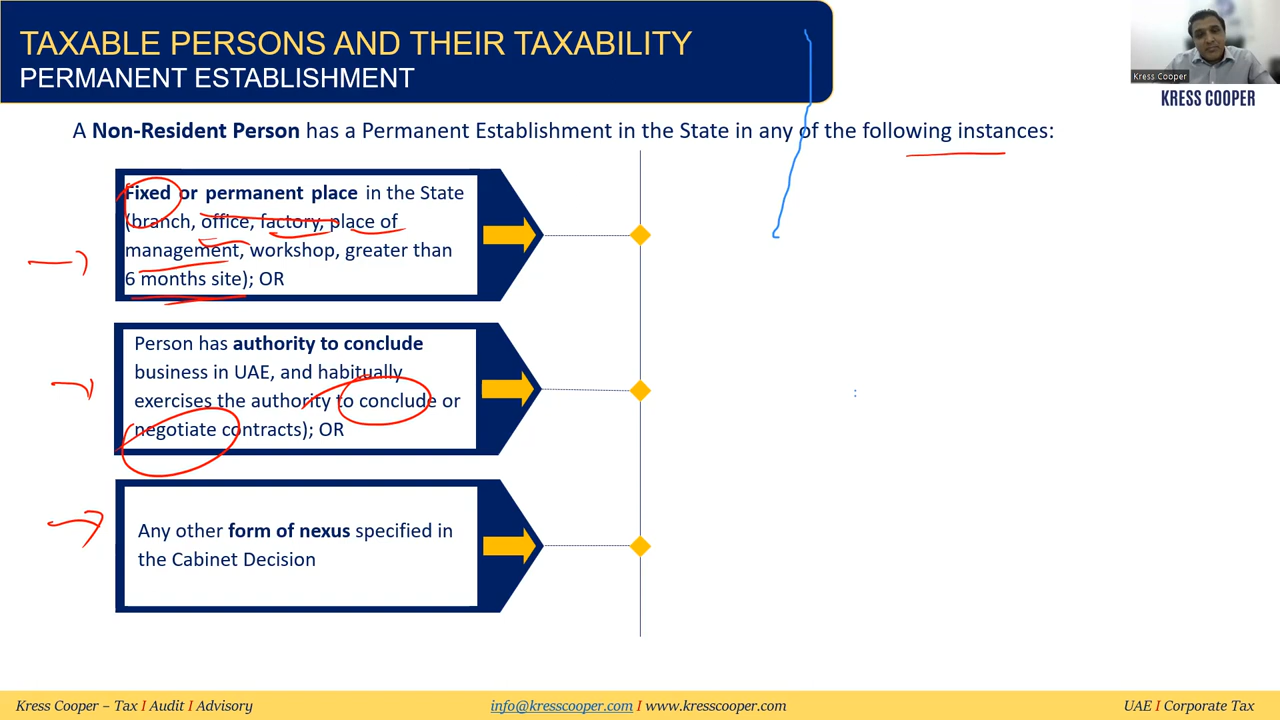 TAXABLE PERSONS AND THEIR TAXABILITY
PERMANENT ESTABLISHMENT
Kress Cooper
KRESS COOPER
A Non-Resident Person has a Permanent Establishment in the State in any of the following instances:
Fixed or permanent place in the State
(branch, office, factory, place of
management, workshop, greater than
6 months site); OR
Person has authority to conclude
business in UAE, and habitually
exercises the authority to conclude or
negotiate contracts); OR
Any other form of nexus specified in
the Cabinet Decision
Kress Cooper – Tax I Audit I Advisory
info@kresscooper.com I www.kresscooper.com
UAE I Corporate Tax